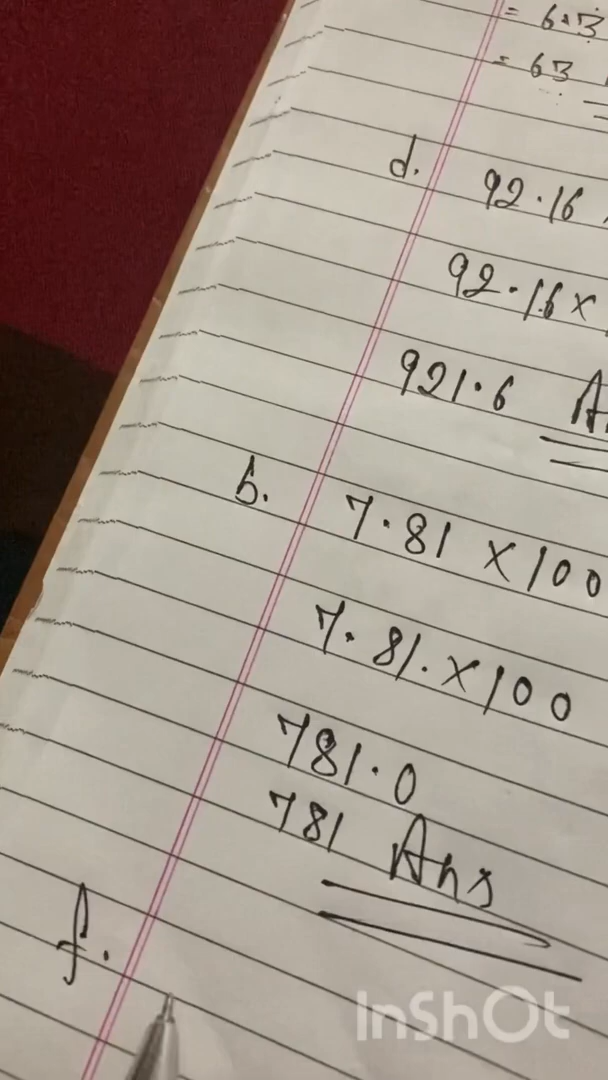 = 6.3
= 63
d. 92.16
92.16 ×
921.6
b. 7.81 × 100
7.81. × 100
781.0
781 Ans
f.
InShOt